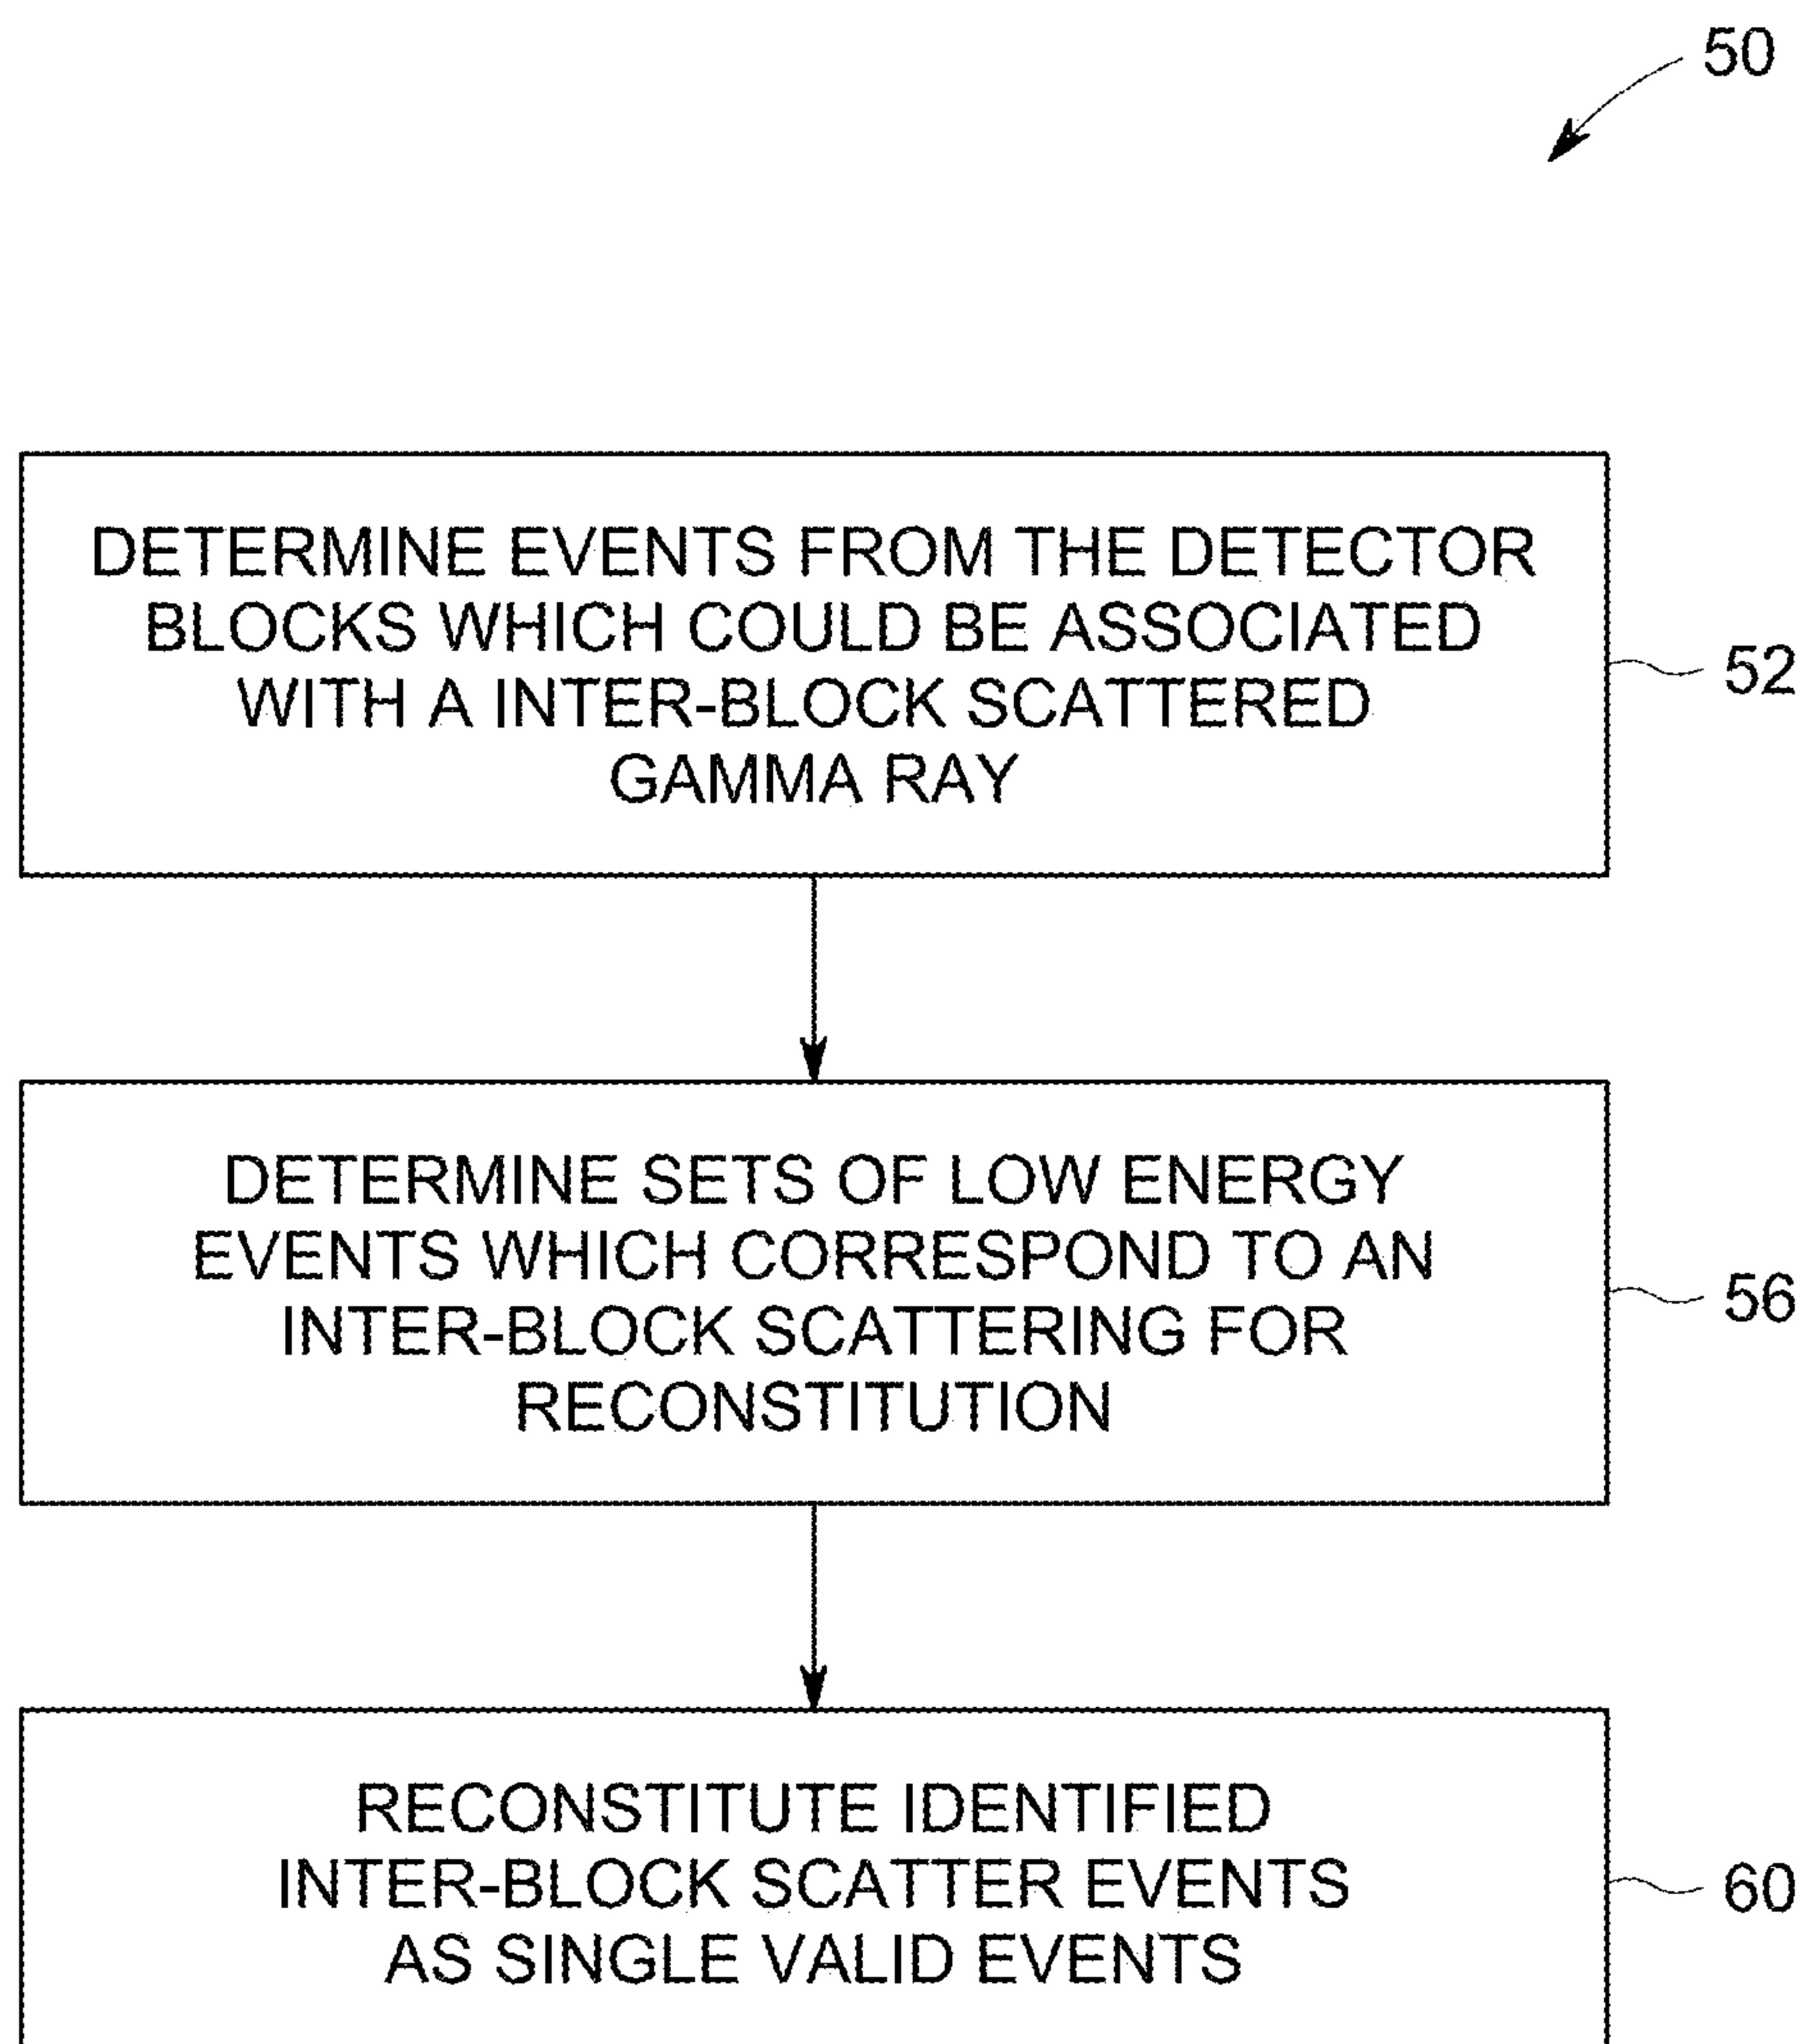 50
DETERMINE EVENTS FROM THE DETECTOR
BLOCKS WHICH COULD BE ASSOCIATED
WITH A INTER-BLOCK SCATTERED
GAMMA RAY
52
DETERMINE SETS OF LOW ENERGY
EVENTS WHICH CORRESPOND TO AN
INTER-BLOCK SCATTERING FOR
RECONSTITUTION
56
RECONSTITUTE IDENTIFIED
INTER-BLOCK SCATTER EVENTS
AS SINGLE VALID EVENTS
60